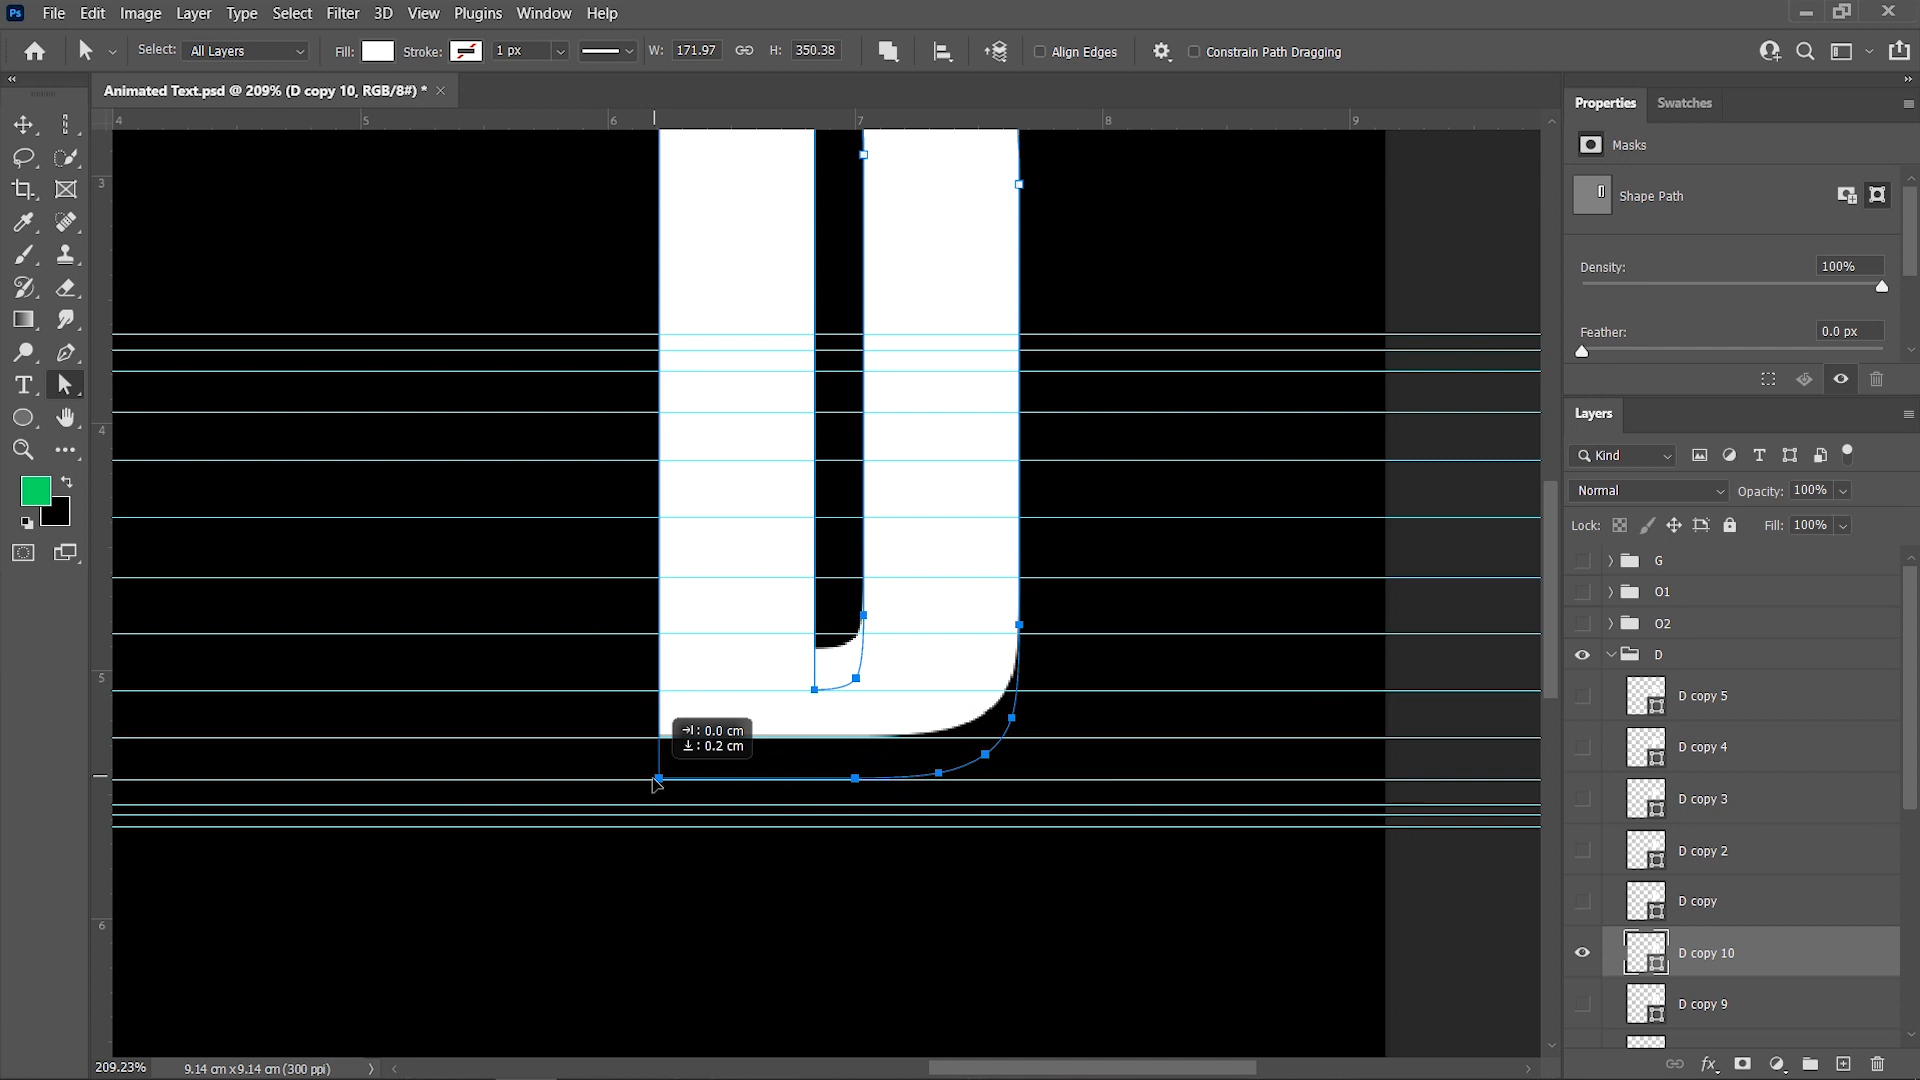 Ps File Edit Image Layer Type Select Filter 3D View Plugins Window Help
Select: All Layers Fill: Stroke: 1 px W: 171.97 H: 350.38 Align Edges Constrain Path Dragging
Animated Text.psd @ 209% (D copy 10, RGB/8#) *
4 5 6 7 8 9
3
4
5
6
→|: 0.0 cm
↓: 0.2 cm
209.23% 9.14 cm x 9.14 cm (300 ppi)
Properties Swatches
Masks
Shape Path
Density: 100%
Feather: 0.0 px
Layers
Kind
Normal Opacity: 100%
Lock: Fill: 100%
G
O1
O2
D
D copy 5
D copy 4
D copy 3
D copy 2
D copy
D copy 10
D copy 9
fx